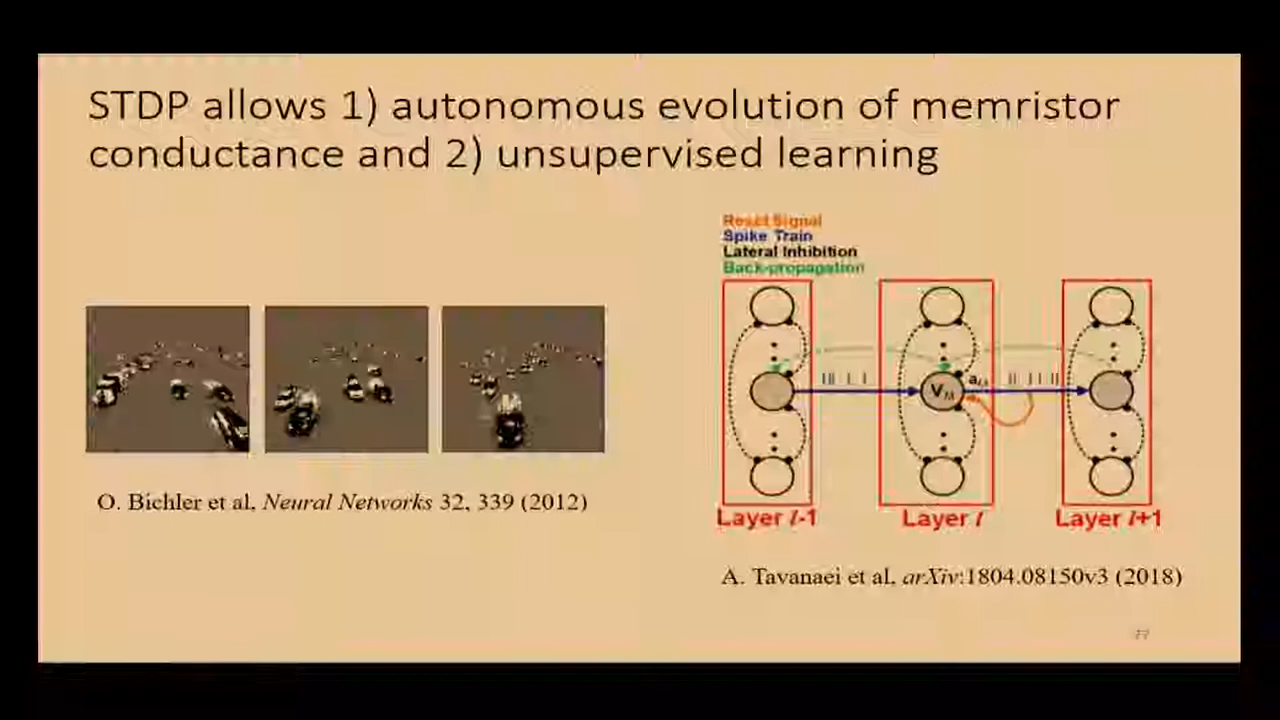 STDP allows 1) autonomous evolution of memristor
conductance and 2) unsupervised learning
Reset Signal
Spike Train
Lateral Inhibition
Back-propagation
Layer l-1
Layer l
Layer l+1
O. Bichler et al, Neural Networks 32, 339 (2012)
A. Tavanaei et al, arXiv:1804.08150v3 (2018)